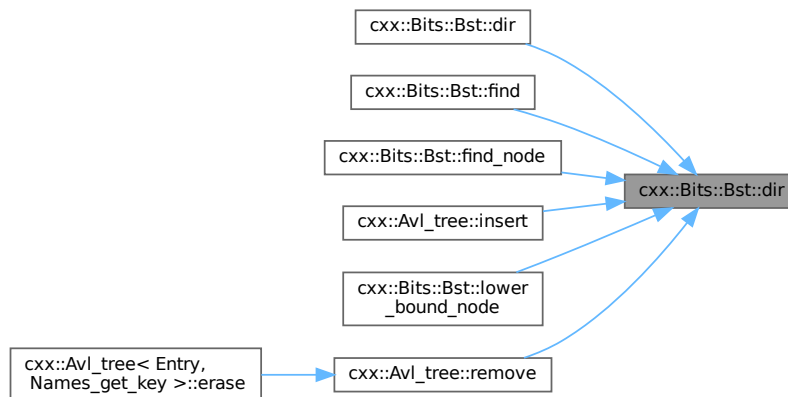 cxx::Bits::Bst::dir
cxx::Bits::Bst::find
cxx::Bits::Bst::find_node
cxx::Bits::Bst::dir
cxx::Avl_tree::insert
cxx::Bits::Bst::lower
_bound_node
cxx::Avl_tree< Entry,
Names_get_key >::erase
cxx::Avl_tree::remove